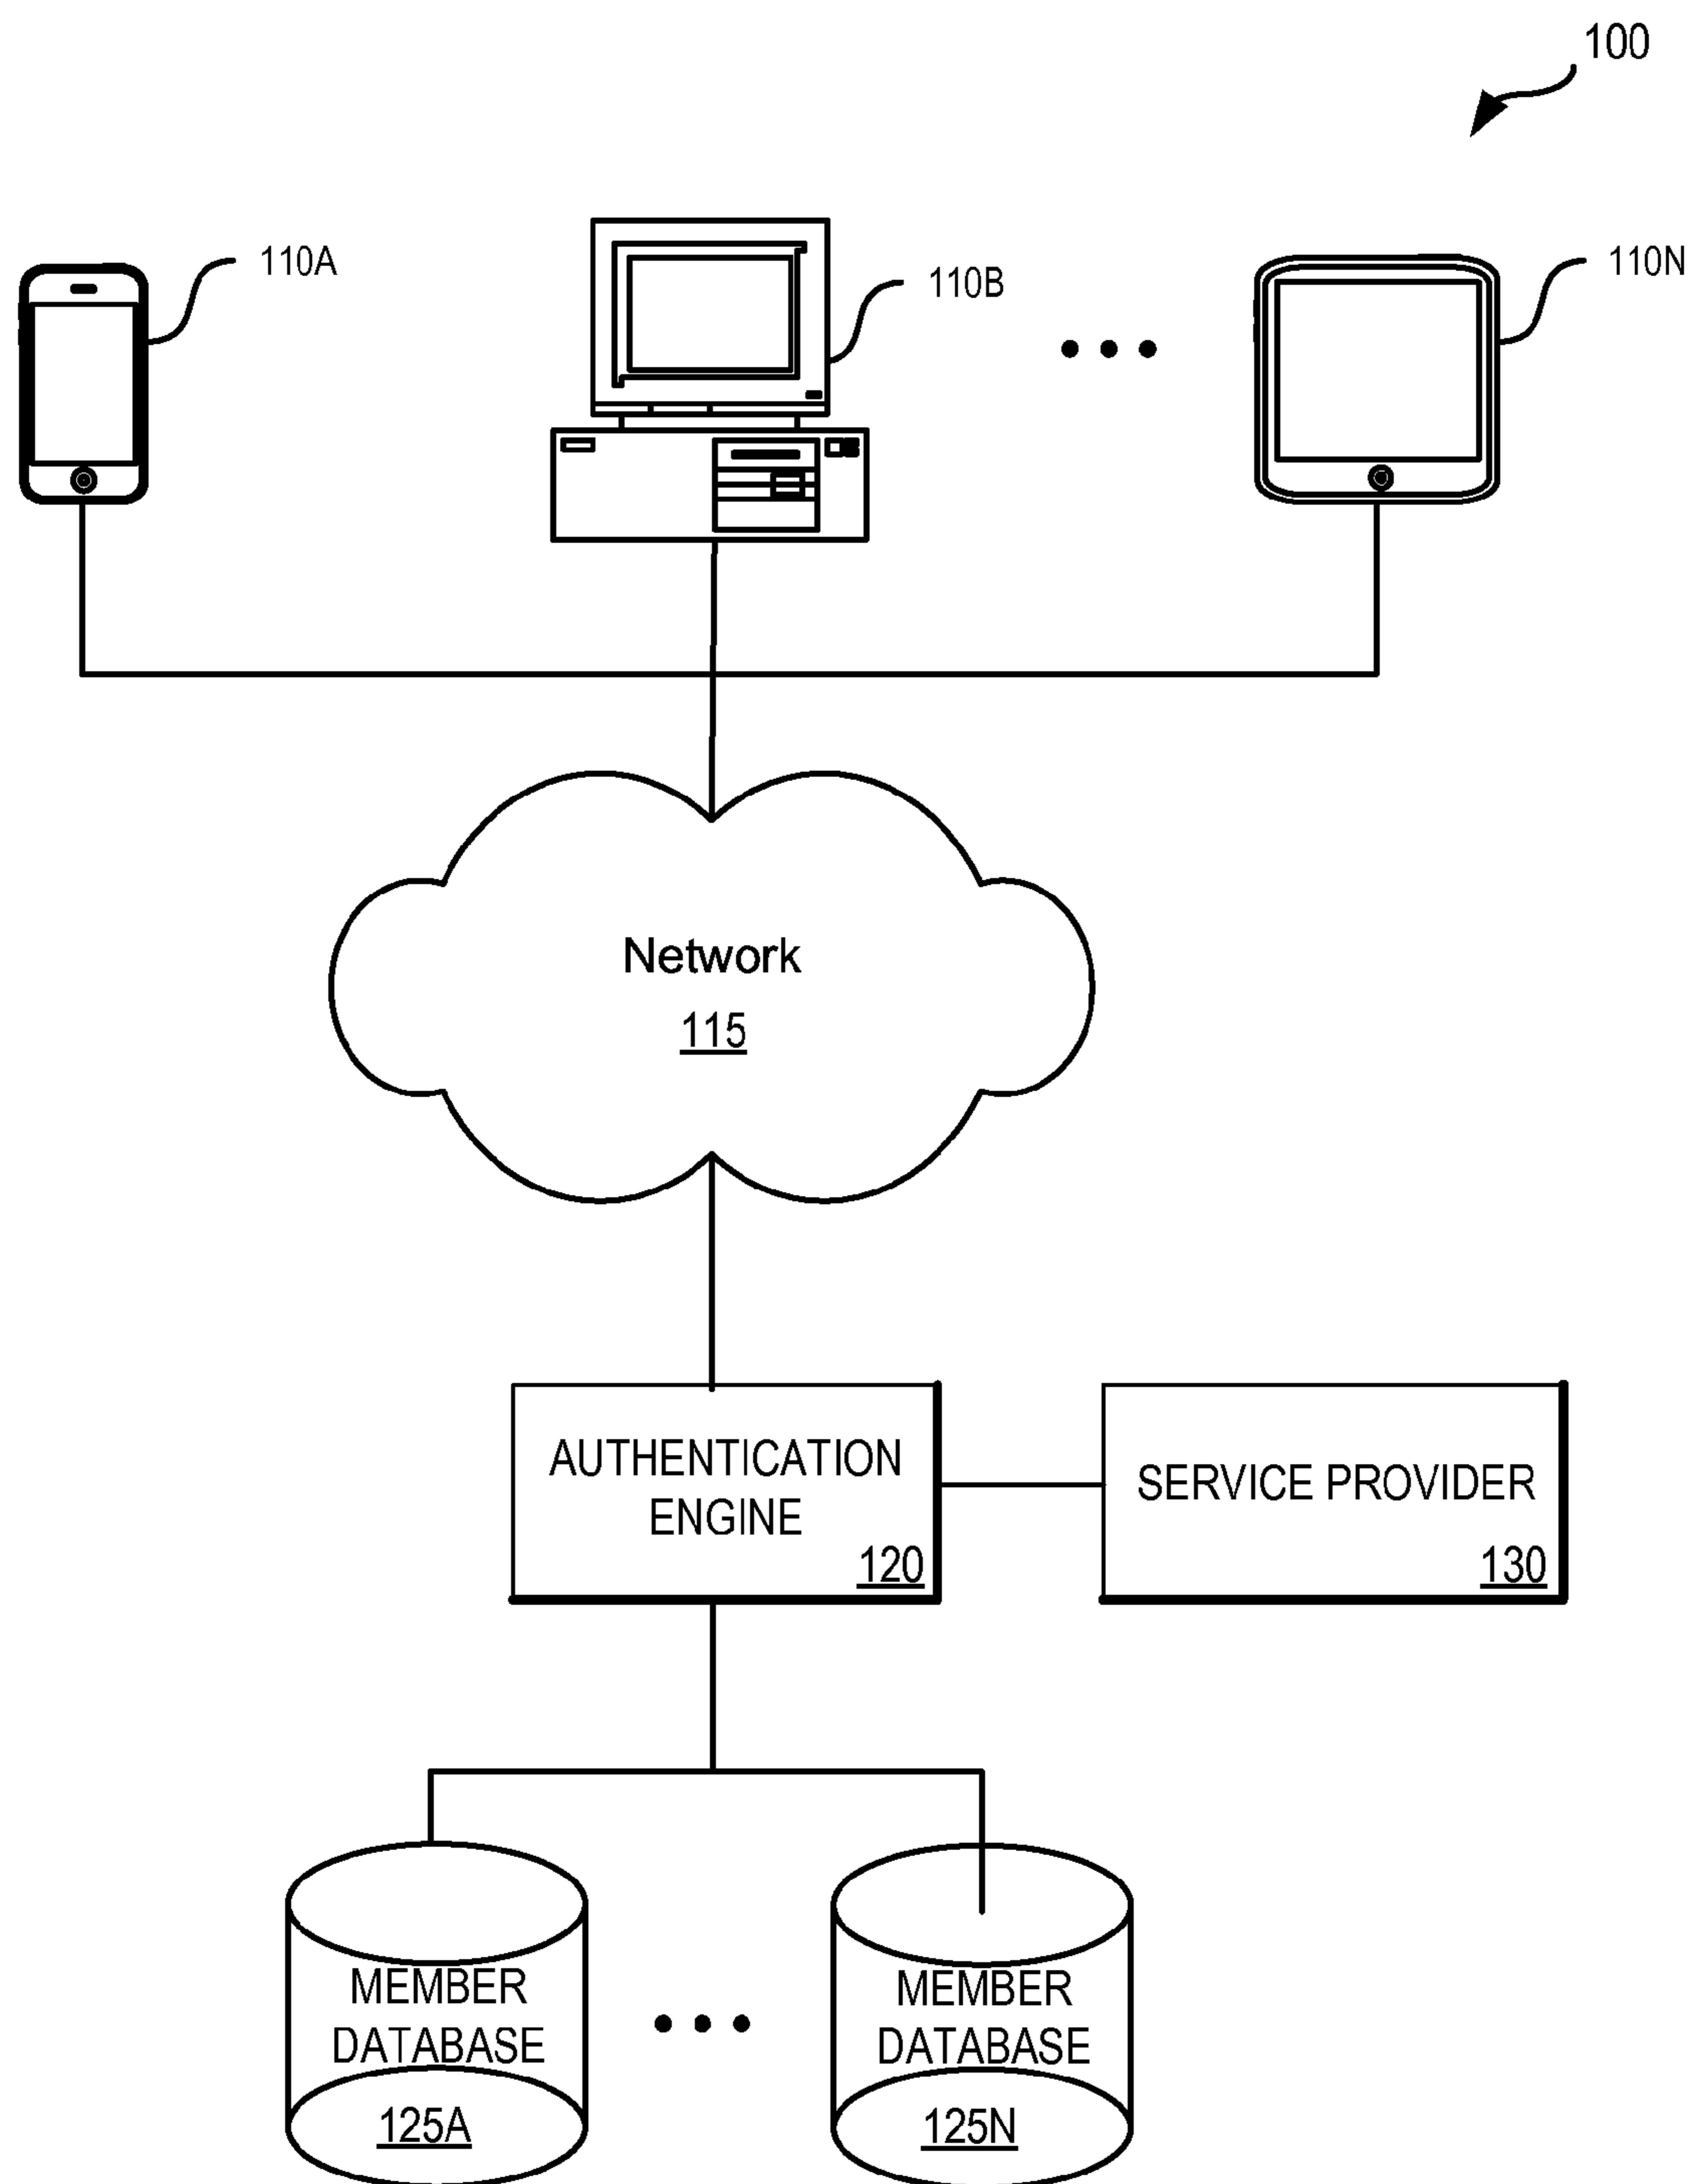 100
110A
110B
110N
Network
115
AUTHENTICATION
ENGINE
120
SERVICE PROVIDER
130
MEMBER
DATABASE
125A
MEMBER
DATABASE
125N